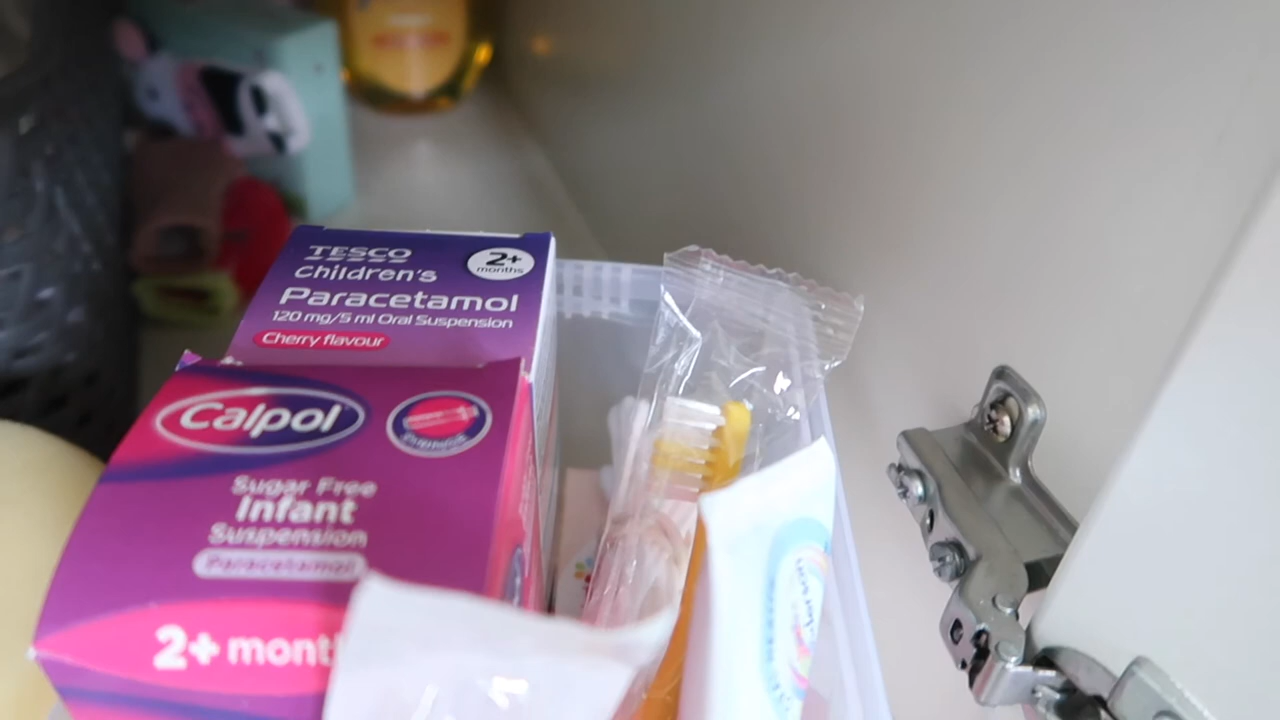 TESCO
2+
months
Children's
Paracetamol
120 mg/5 ml Oral Suspension
Cherry flavour
Calpol
Sugar Free
Infant
Suspension
Paracetamol
2+ mont